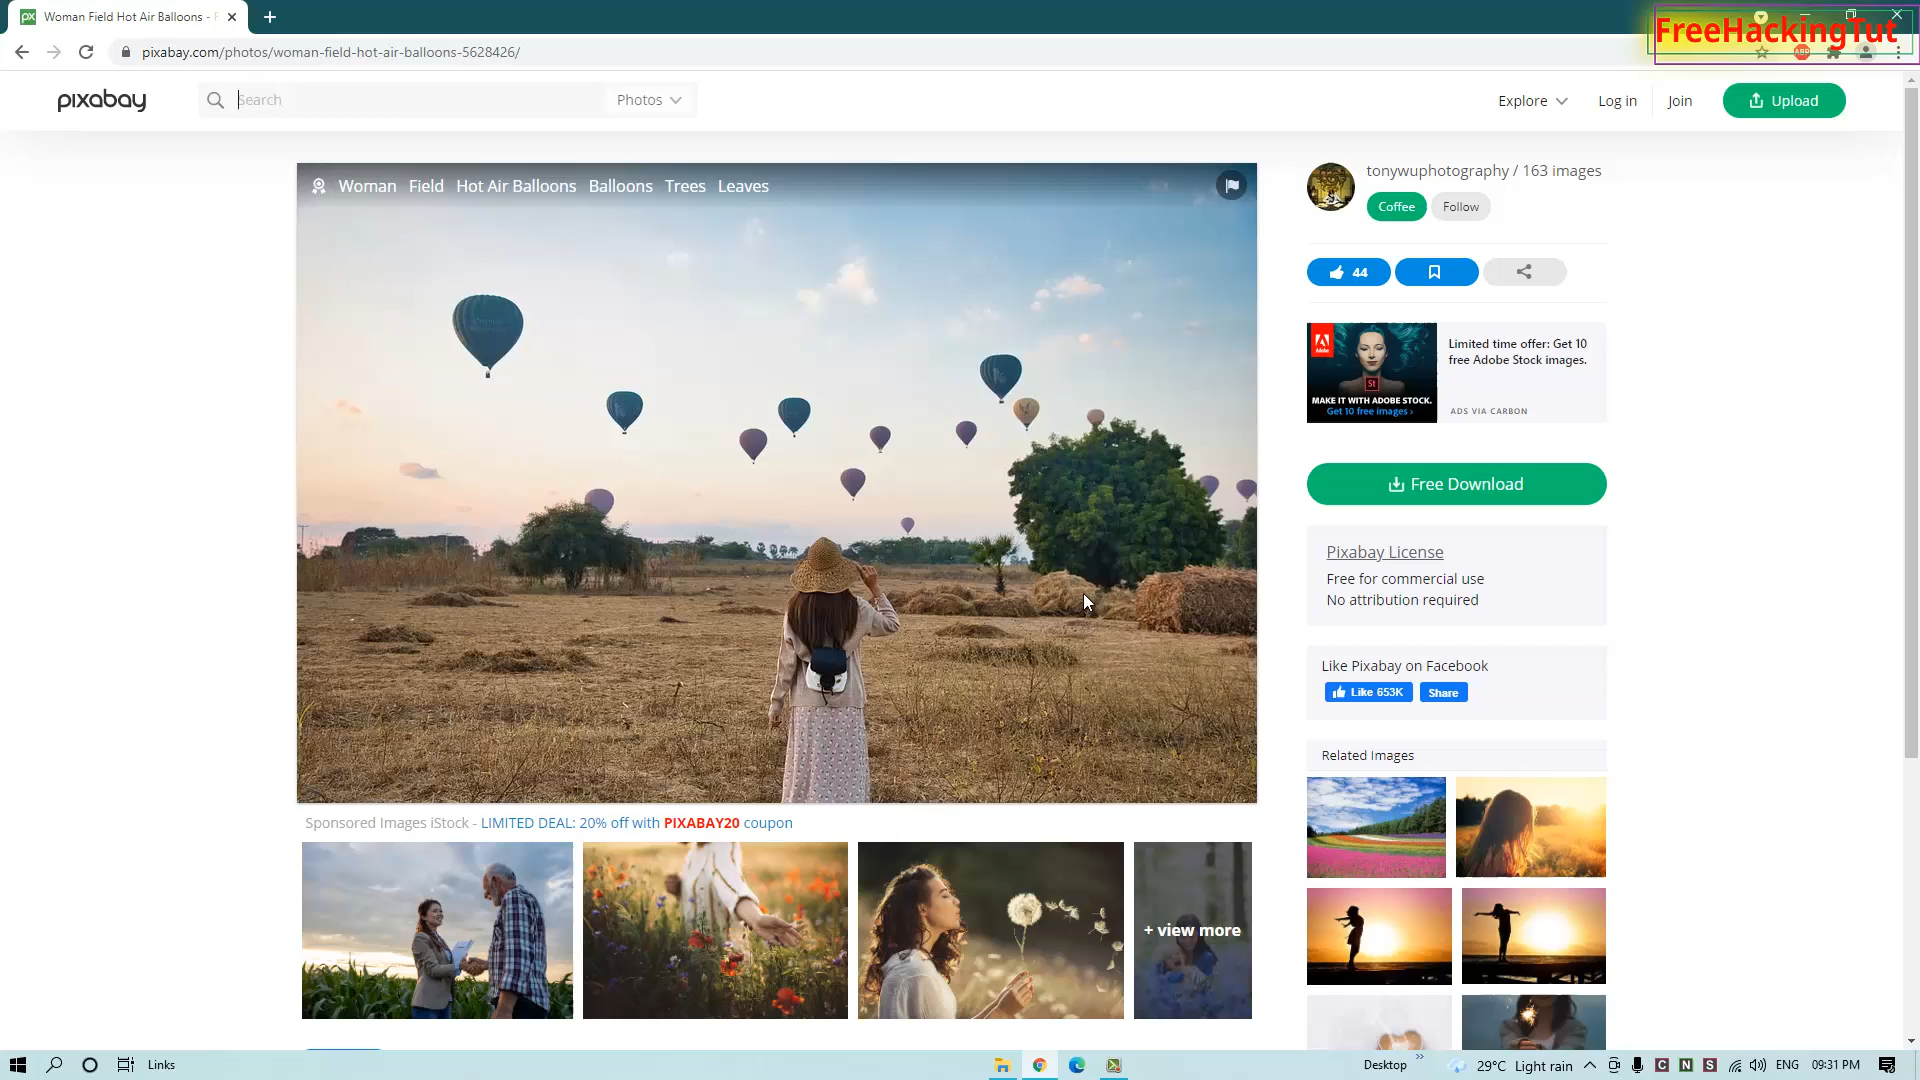 Woman Field Hot Air Balloons - F
FreeHackingTut
pixabay.com/photos/woman-field-hot-air-balloons-5628426/
ABP
pixabay
Search
Photos
Explore
Log in
Join
Upload
Woman Field Hot Air Balloons Balloons Trees Leaves
tonywuphotography / 163 images
Coffee
Follow
44
Adobe
St
MAKE IT WITH ADOBE STOCK.
Get 10 free images ›
Limited time offer: Get 10
free Adobe Stock images.
ADS VIA CARBON
Free Download
Pixabay License
Free for commercial use
No attribution required
Like Pixabay on Facebook
Like 653K
Share
Related Images
Sponsored Images iStock - LIMITED DEAL: 20% off with PIXABAY20 coupon
+ view more
Links
Desktop
29°C Light rain
C N S
ENG
09:31 PM